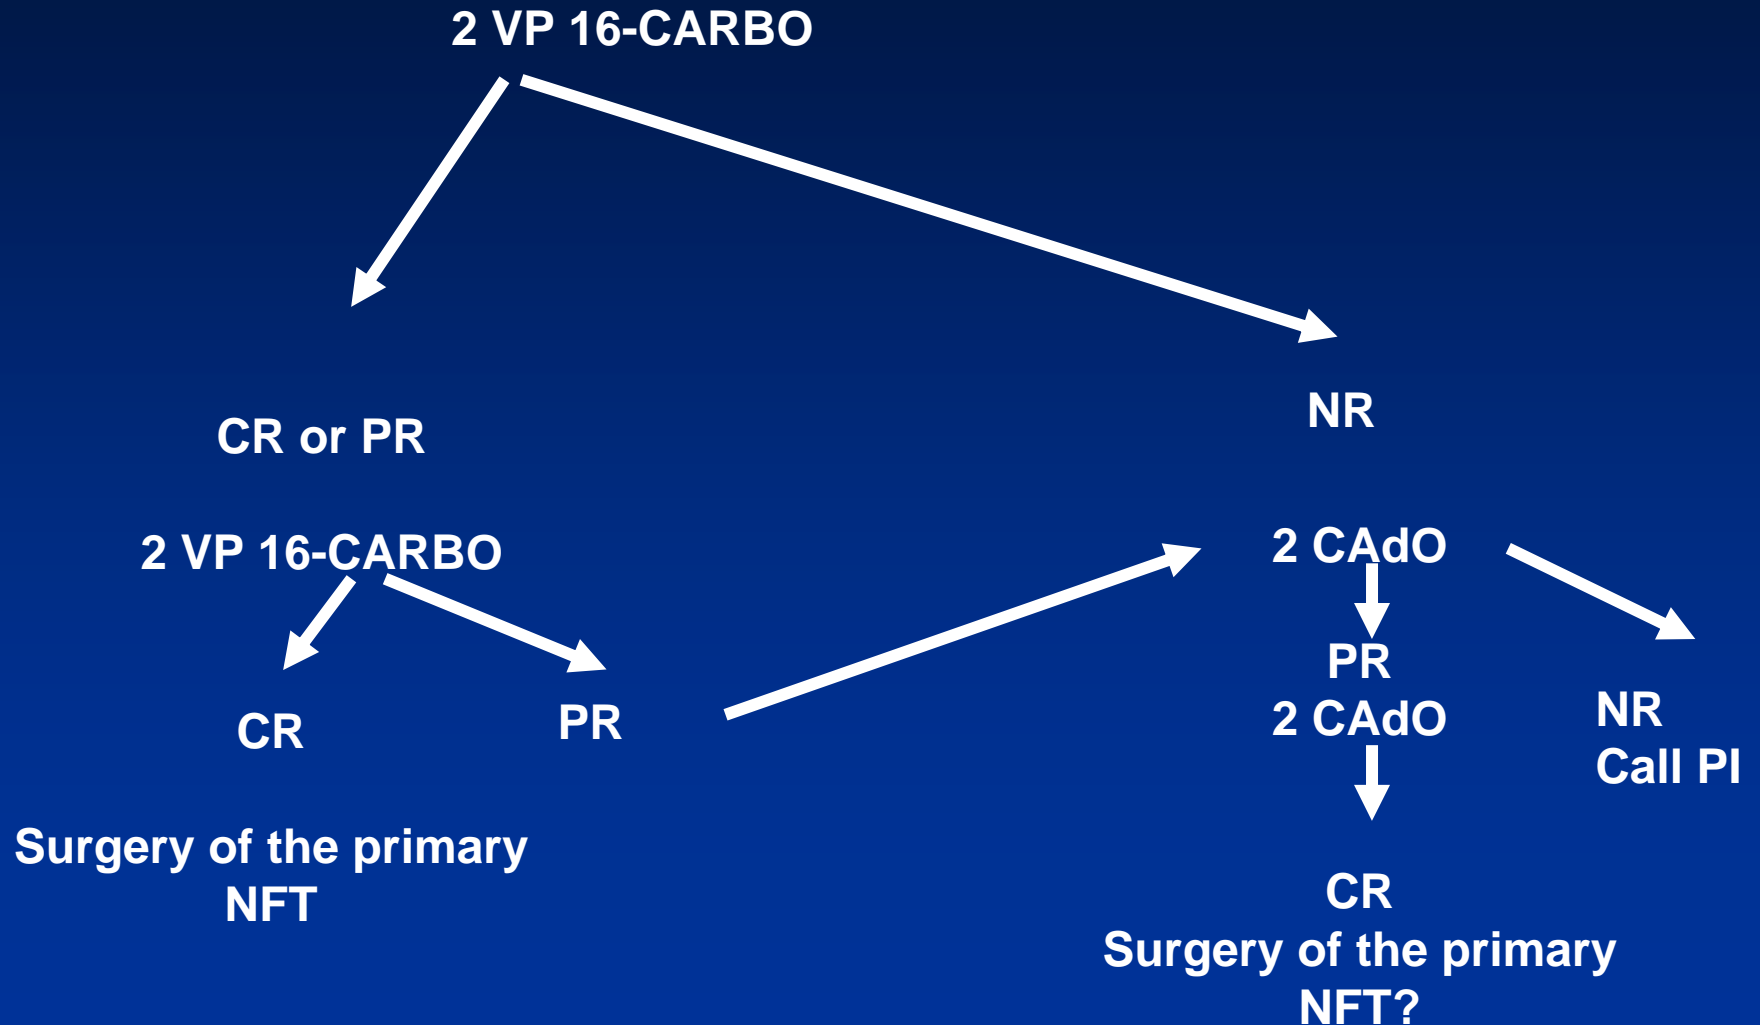 2 VP 16-CARBO
CR or PR
NR
2 VP 16-CARBO
2 CAdO
CR
PR
PR
2 CAdO
NR
Call PI
Surgery of the primary
NFT
CR
Surgery of the primary
NFT?